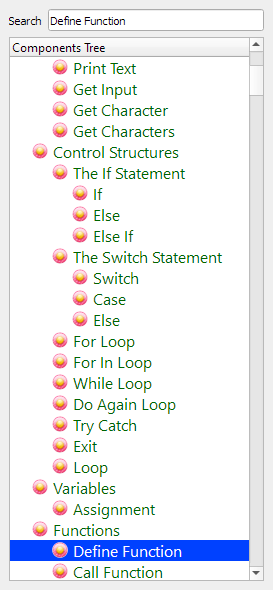 Search Define Function
Components Tree
Print Text
Get Input
Get Character
Get Characters
Control Structures
The If Statement
If
Else
Else If
The Switch Statement
Switch
Case
Else
For Loop
For In Loop
While Loop
Do Again Loop
Try Catch
Exit
Loop
Variables
Assignment
Functions
Define Function
Call Function